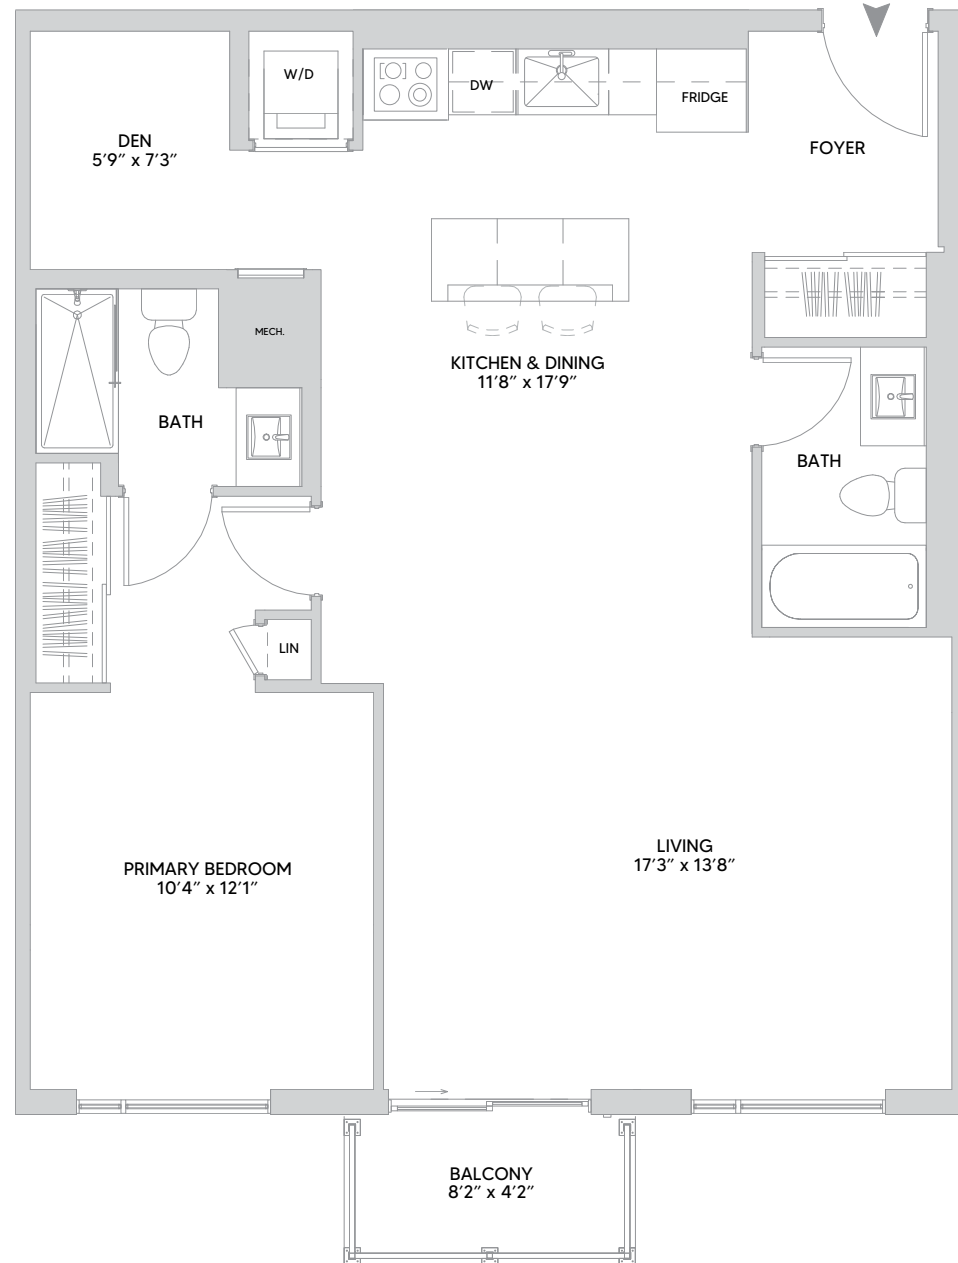 W/D
DW
FRIDGE
DEN
5'9" x 7'3"
FOYER
MECH.
KITCHEN & DINING
11'8" x 17'9"
BATH
BATH
LIN
LIVING
17'3" x 13'8"
PRIMARY BEDROOM
10'4" x 12'1"
BALCONY
8'2" x 4'2"